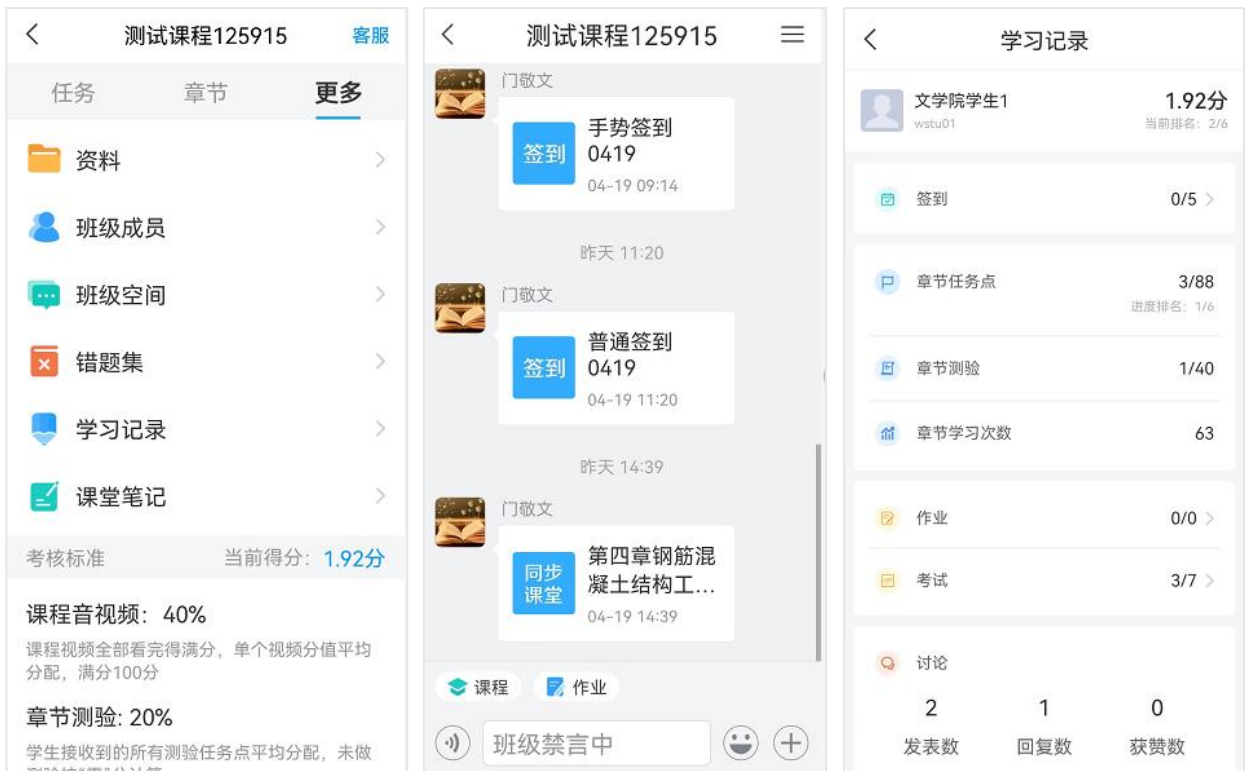 测试课程125915
客服
任务
章节
更多
资料
班级成员
班级空间
错题集
学习记录
课堂笔记
考核标准
当前得分：1.92分
课程音视频：40%
课程视频全部看完得满分，单个视频分值平均
分配，满分100分
章节测验: 20%
学生接收到的所有测验任务点平均分配，未做
测试课程125915
门敬文
签到
手势签到
0419
04-19 09:14
昨天 11:20
门敬文
签到
普通签到
0419
04-19 11:20
昨天 14:39
门敬文
同步
课堂
第四章钢筋混
凝土结构工...
04-19 14:39
课程
作业
班级禁言中
学习记录
文学院学生1
1.92分
wstu01
当前排名：2/6
签到
0/5
章节任务点
3/88
进度排名：1/6
章节测验
1/40
章节学习次数
63
作业
0/0
考试
3/7
讨论
2
1
0
发表数
回复数
获赞数